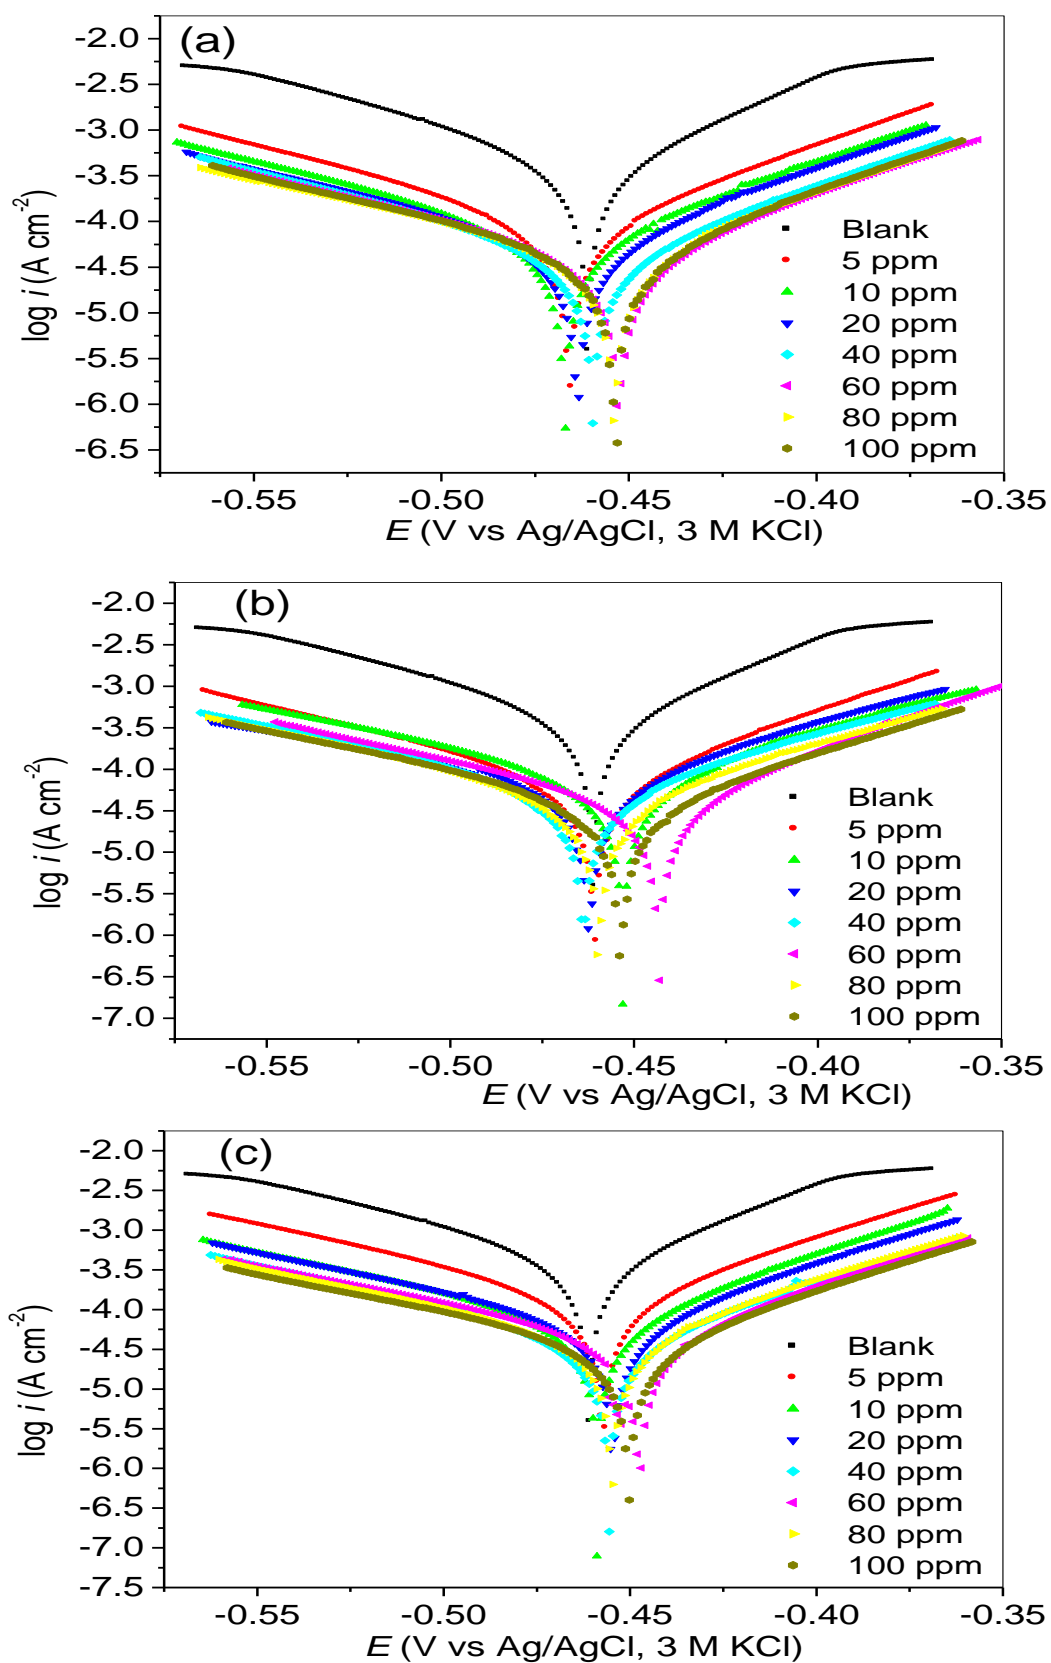 (a)
-2.0
-2.5
-3.0
-3.5
-4.0
-4.5
-5.0
-5.5
-6.0
-6.5
log i (A cm-2)
Blank
5 ppm
10 ppm
20 ppm
40 ppm
60 ppm
80 ppm
100 ppm
-0.55 -0.50 -0.45 -0.40 -0.35
E (V vs Ag/AgCl, 3 M KCl)
(b)
-2.0
-2.5
-3.0
-3.5
-4.0
-4.5
-5.0
-5.5
-6.0
-6.5
-7.0
log i (A cm-2)
Blank
5 ppm
10 ppm
20 ppm
40 ppm
60 ppm
80 ppm
100 ppm
-0.55 -0.50 -0.45 -0.40 -0.35
E (V vs Ag/AgCl, 3 M KCl)
(c)
-2.0
-2.5
-3.0
-3.5
-4.0
-4.5
-5.0
-5.5
-6.0
-6.5
-7.0
-7.5
log i (A cm-2)
Blank
5 ppm
10 ppm
20 ppm
40 ppm
60 ppm
80 ppm
100 ppm
-0.55 -0.50 -0.45 -0.40 -0.35
E (V vs Ag/AgCl, 3 M KCl)